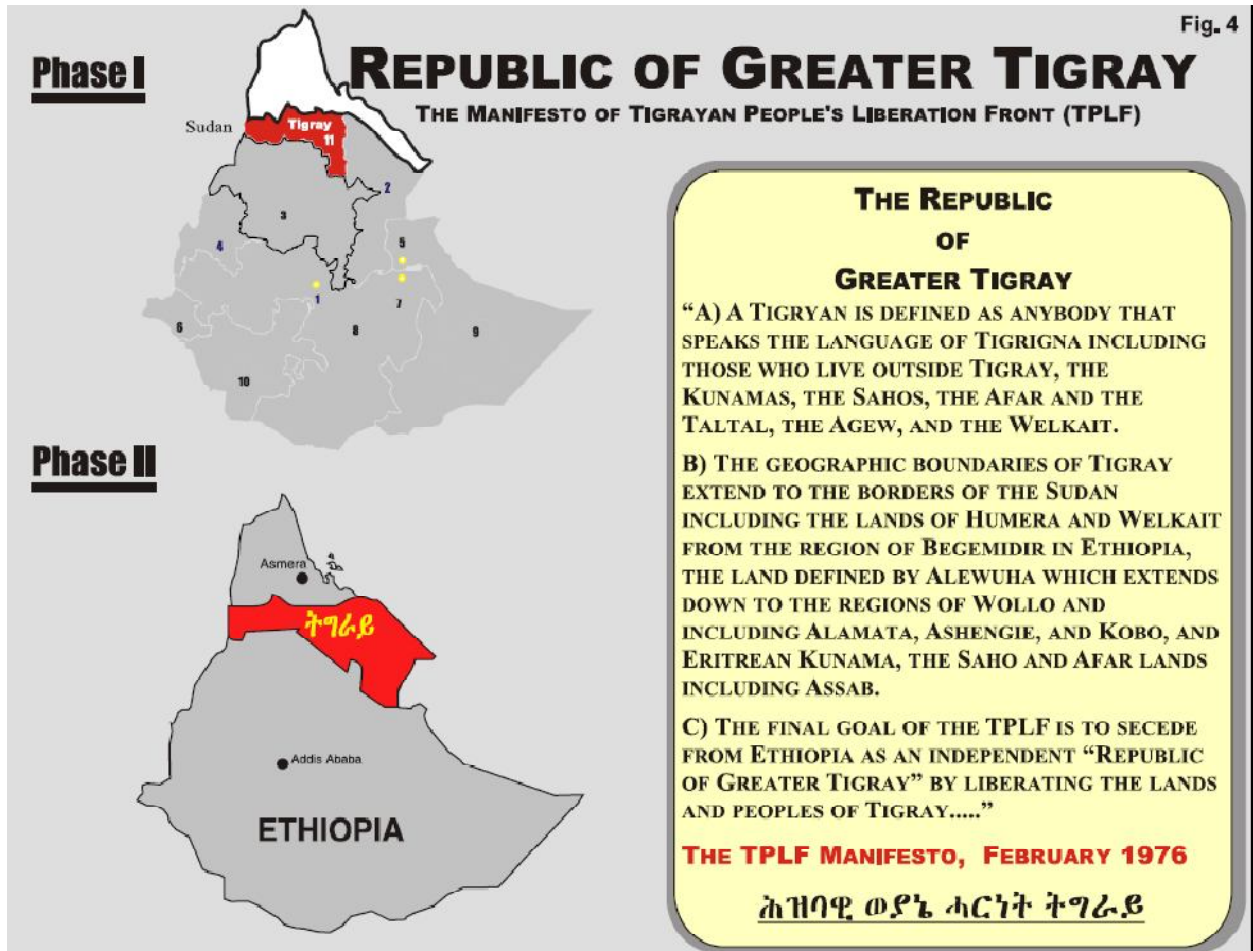 Fig. 4
Phase I
REPUBLIC OF GREATER TIGRAY
THE MANIFESTO OF TIGRAYAN PEOPLE'S LIBERATION FRONT (TPLF)
Sudan
Tigray
11
2
3
4
5
1
7
6
8
9
10
Phase II
Asmera
ትግራይ
Addis Ababa
ETHIOPIA
THE REPUBLIC
OF
GREATER TIGRAY
“A) A TIGRYAN IS DEFINED AS ANYBODY THAT
SPEAKS THE LANGUAGE OF TIGRIGNA INCLUDING
THOSE WHO LIVE OUTSIDE TIGRAY, THE
KUNAMAS, THE SAHOS, THE AFAR AND THE
TALTAL, THE AGEW, AND THE WELKAIT.
B) THE GEOGRAPHIC BOUNDARIES OF TIGRAY
EXTEND TO THE BORDERS OF THE SUDAN
INCLUDING THE LANDS OF HUMERA AND WELKAIT
FROM THE REGION OF BEGEMIDIR IN ETHIOPIA,
THE LAND DEFINED BY ALEWUHA WHICH EXTENDS
DOWN TO THE REGIONS OF WOLLO AND
INCLUDING ALAMATA, ASHENGIE, AND KOBO, AND
ERITREAN KUNAMA, THE SAHO AND AFAR LANDS
INCLUDING ASSAB.
C) THE FINAL GOAL OF THE TPLF IS TO SECEDE
FROM ETHIOPIA AS AN INDEPENDENT “REPUBLIC
OF GREATER TIGRAY” BY LIBERATING THE LANDS
AND PEOPLES OF TIGRAY.....”
THE TPLF MANIFESTO, FEBRUARY 1976
ሕዝባዊ ወያኔ ሓርነት ትግራይ